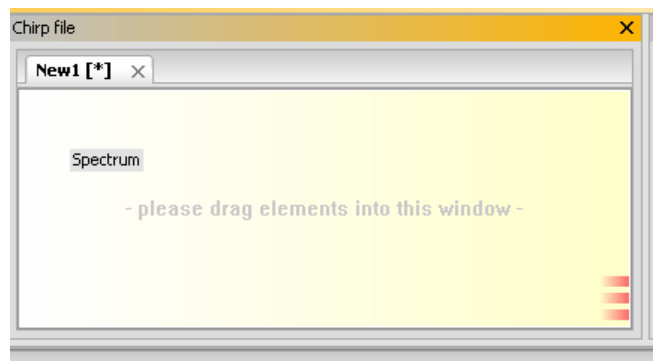 Chirp file
New1 [*]
Spectrum
- please drag elements into this window -